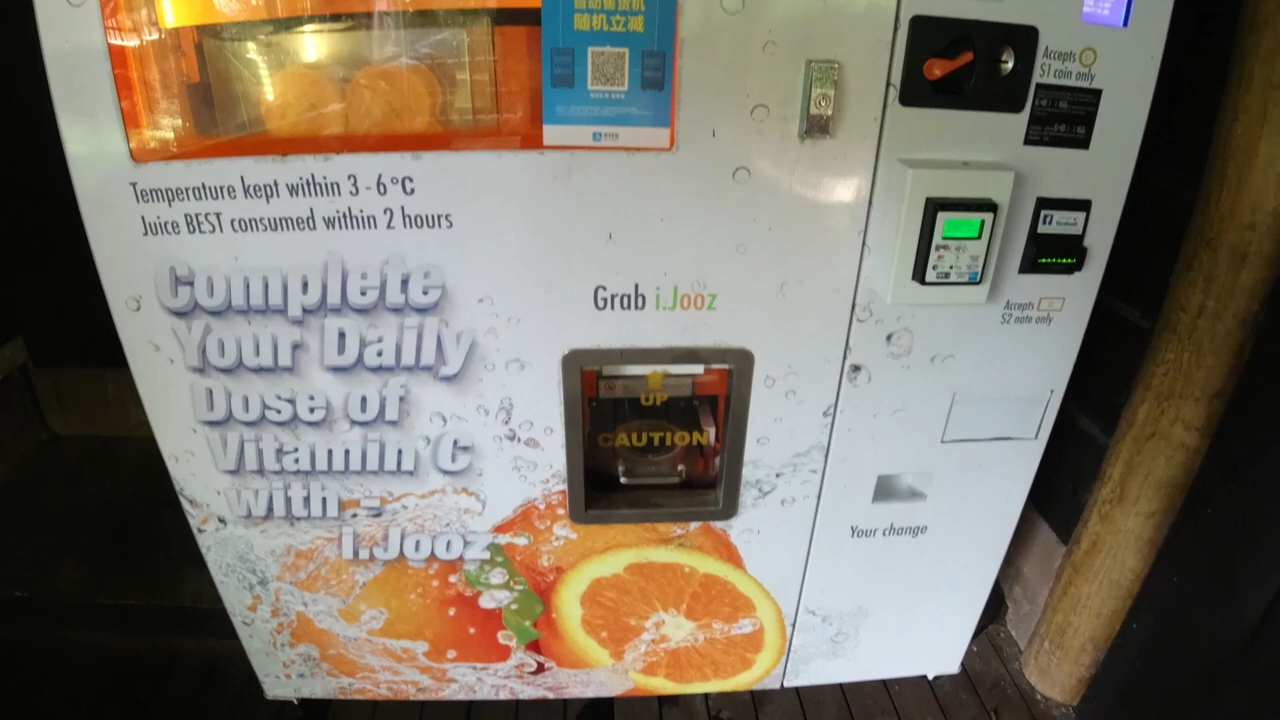 自动售货机
随机立减
Temperature kept within 3 - 6°C
Juice BEST consumed within 2 hours
Complete
Your Daily
Dose of
Vitamin C
with -
i.Jooz
Grab i.Jooz
UP
CAUTION
Accepts
$1 coin only
facebook
Accepts
$2 note only
Your change